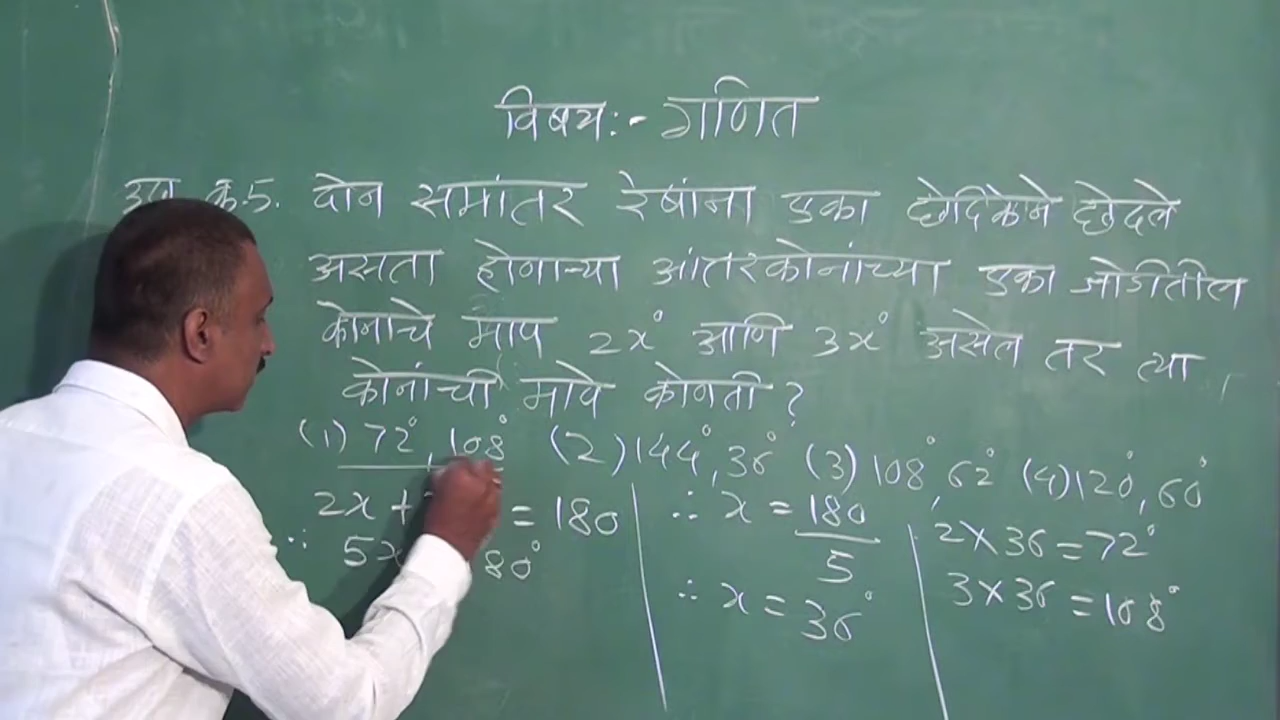 विषय:- गणित
क्र.5. दोन समांतर रेषांना एका छेदिकेने छेदले
असता होणाऱ्या आंतरकोनांच्या एका जोडीतील
कोनाचे माप 2x° आणि 3x° असेल तर त्या
कोनांची मापे कोणती ?
(1) 72°, 108° (2) 144°, 36° (3) 108°, 62° (4) 120°, 60°
2x + = 180
∴ 5x 80°
∴ x = 180/5
∴ x = 36°
2 × 36 = 72°
3 × 36 = 108°